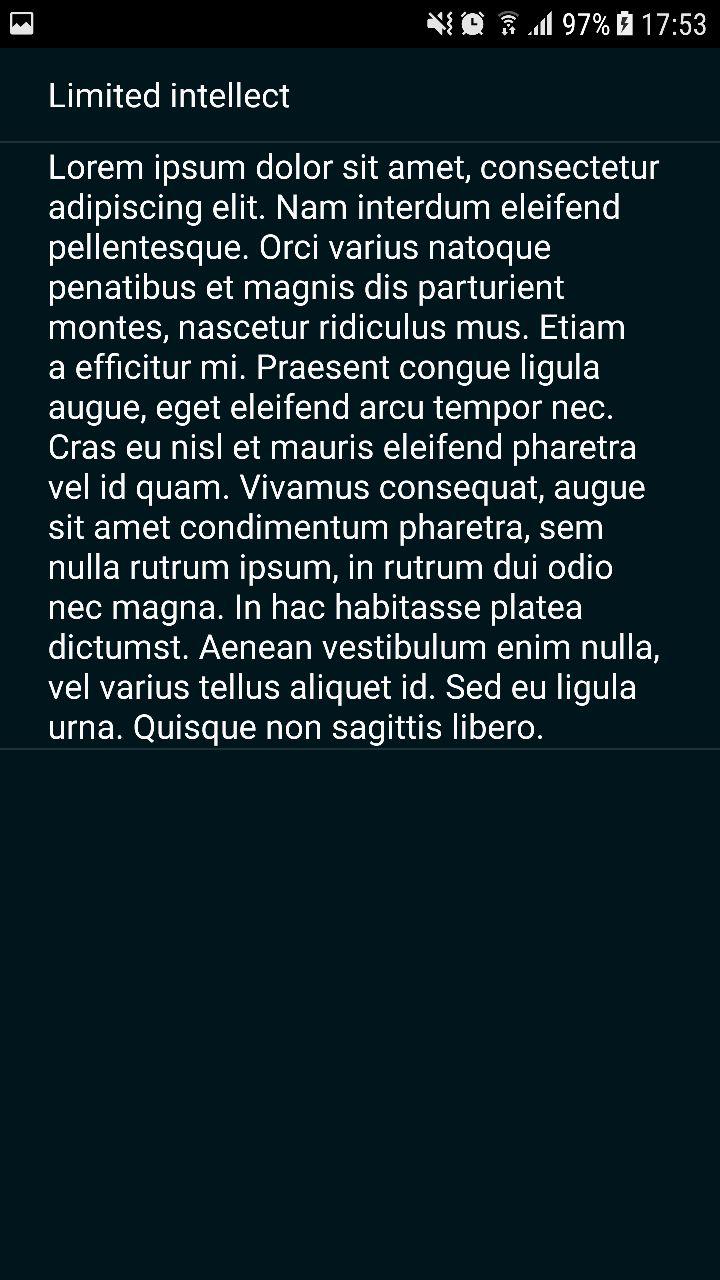 97% 17:53
Limited intellect
Lorem ipsum dolor sit amet, consectetur
adipiscing elit. Nam interdum eleifend
pellentesque. Orci varius natoque
penatibus et magnis dis parturient
montes, nascetur ridiculus mus. Etiam
a efficitur mi. Praesent congue ligula
augue, eget eleifend arcu tempor nec.
Cras eu nisl et mauris eleifend pharetra
vel id quam. Vivamus consequat, augue
sit amet condimentum pharetra, sem
nulla rutrum ipsum, in rutrum dui odio
nec magna. In hac habitasse platea
dictumst. Aenean vestibulum enim nulla,
vel varius tellus aliquet id. Sed eu ligula
urna. Quisque non sagittis libero.